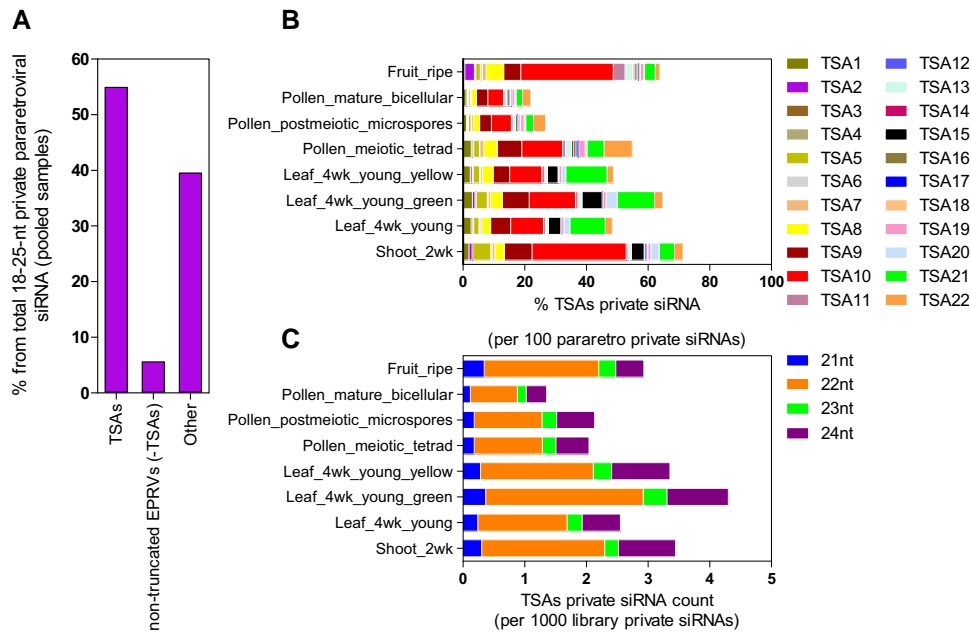 A
% from total 18-25-nt private pararetroviral
siRNA (pooled samples)
60
50
40
30
20
10
0
TSAs
non-truncated EPRVs (-TSAs)
Other
B
Fruit_ripe
Pollen_mature_bicellular
Pollen_postmeiotic_microspores
Pollen_meiotic_tetrad
Leaf_4wk_young_yellow
Leaf_4wk_young_green
Leaf_4wk_young
Shoot_2wk
0 20 40 60 80 100
% TSAs private siRNA
(per 100 pararetro private siRNAs)
TSA1 TSA12
TSA2 TSA13
TSA3 TSA14
TSA4 TSA15
TSA5 TSA16
TSA6 TSA17
TSA7 TSA18
TSA8 TSA19
TSA9 TSA20
TSA10 TSA21
TSA11 TSA22
C
Fruit_ripe
Pollen_mature_bicellular
Pollen_postmeiotic_microspores
Pollen_meiotic_tetrad
Leaf_4wk_young_yellow
Leaf_4wk_young_green
Leaf_4wk_young
Shoot_2wk
0 1 2 3 4 5
TSAs private siRNA count
(per 1000 library private siRNAs)
21nt
22nt
23nt
24nt